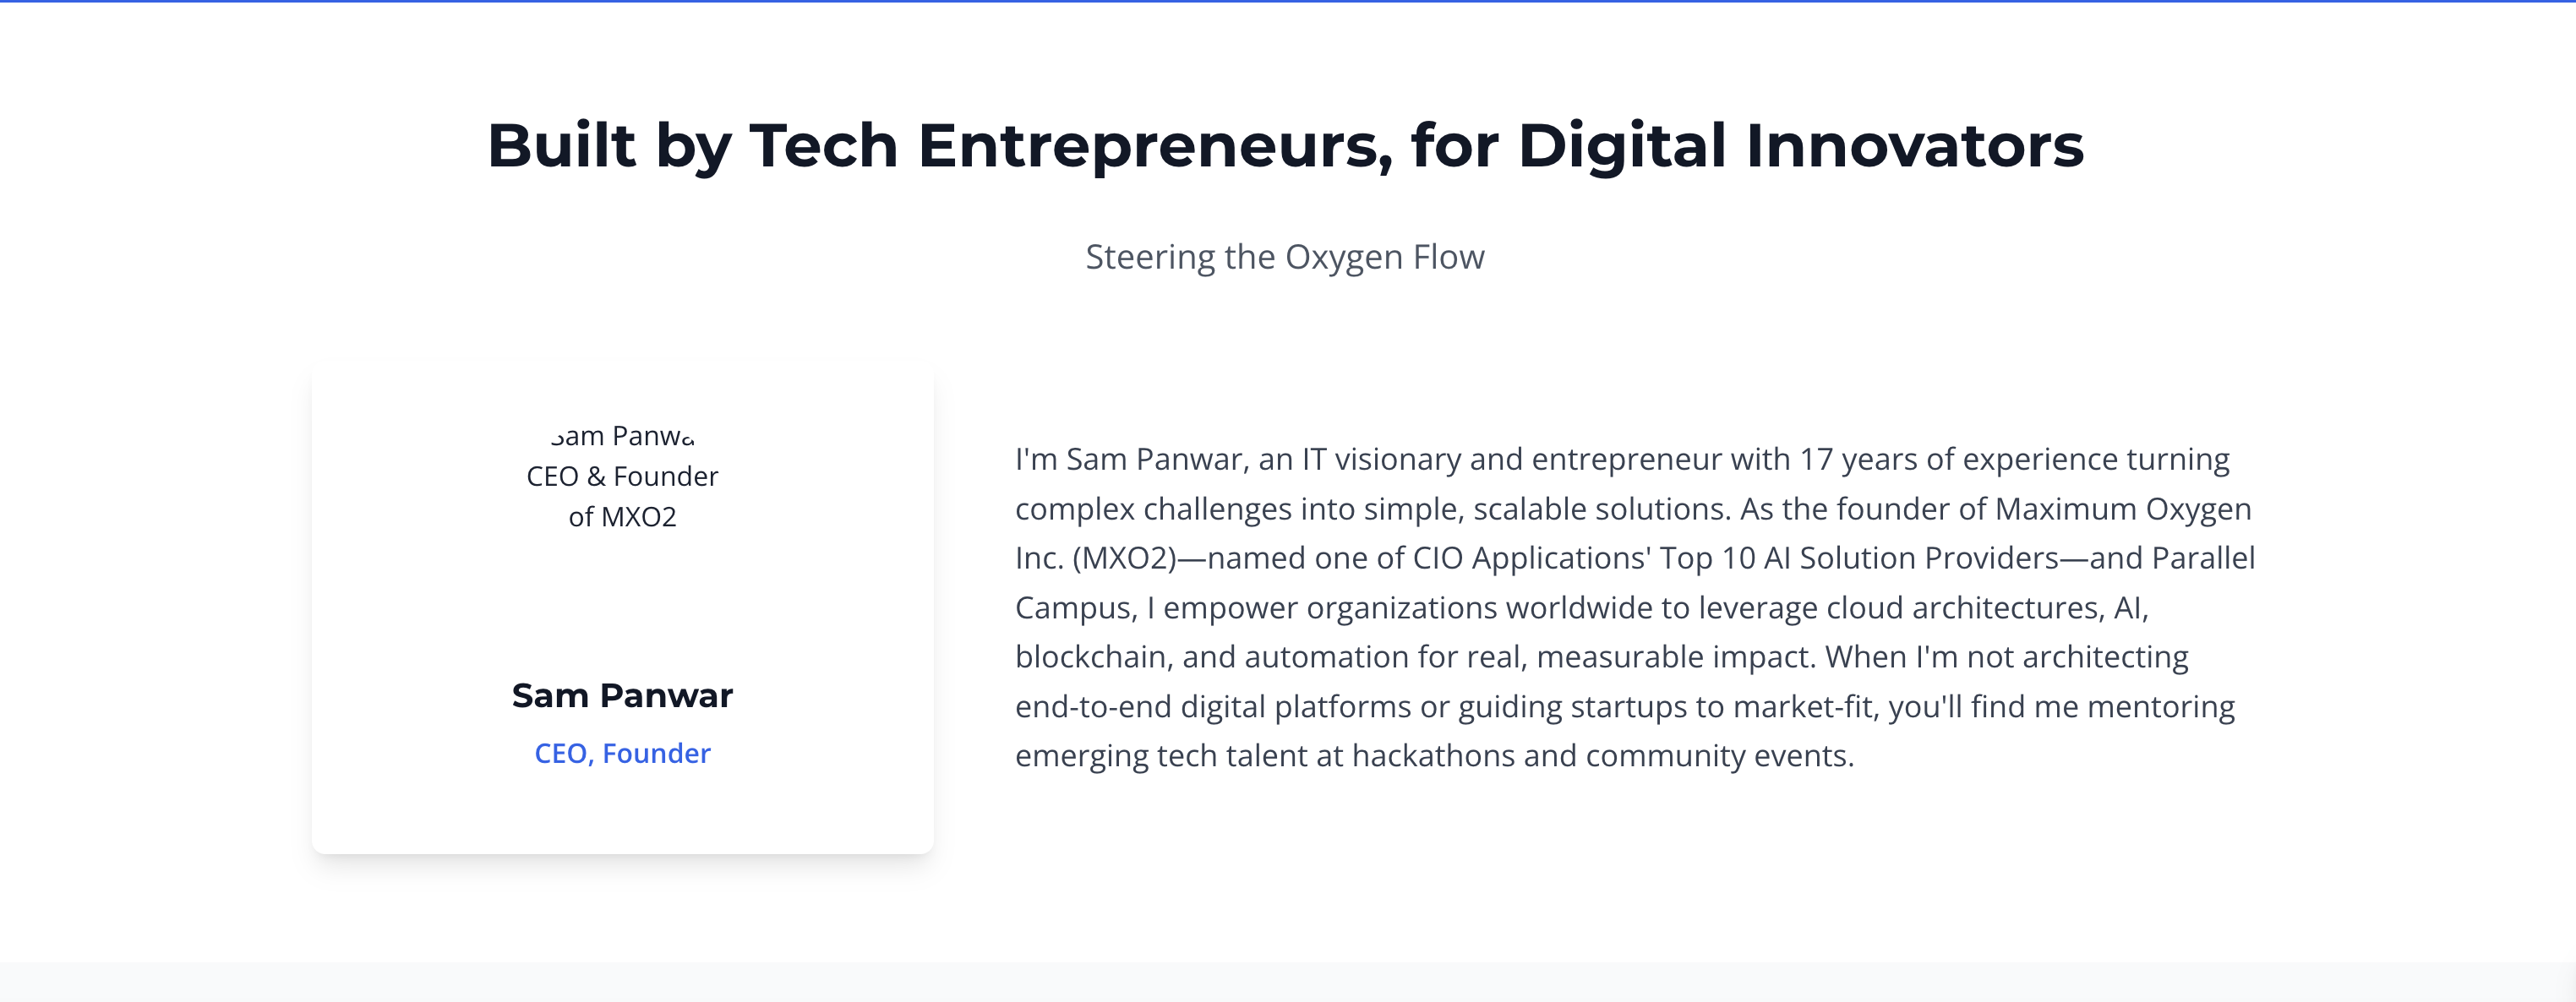 Built by Tech Entrepreneurs, for Digital Innovators
Steering the Oxygen Flow
Sam Panwar
CEO & Founder
of MXO2
Sam Panwar
CEO, Founder
I'm Sam Panwar, an IT visionary and entrepreneur with 17 years of experience turning
complex challenges into simple, scalable solutions. As the founder of Maximum Oxygen
Inc. (MXO2)—named one of CIO Applications' Top 10 AI Solution Providers—and Parallel
Campus, I empower organizations worldwide to leverage cloud architectures, AI,
blockchain, and automation for real, measurable impact. When I'm not architecting
end-to-end digital platforms or guiding startups to market-fit, you'll find me mentoring
emerging tech talent at hackathons and community events.